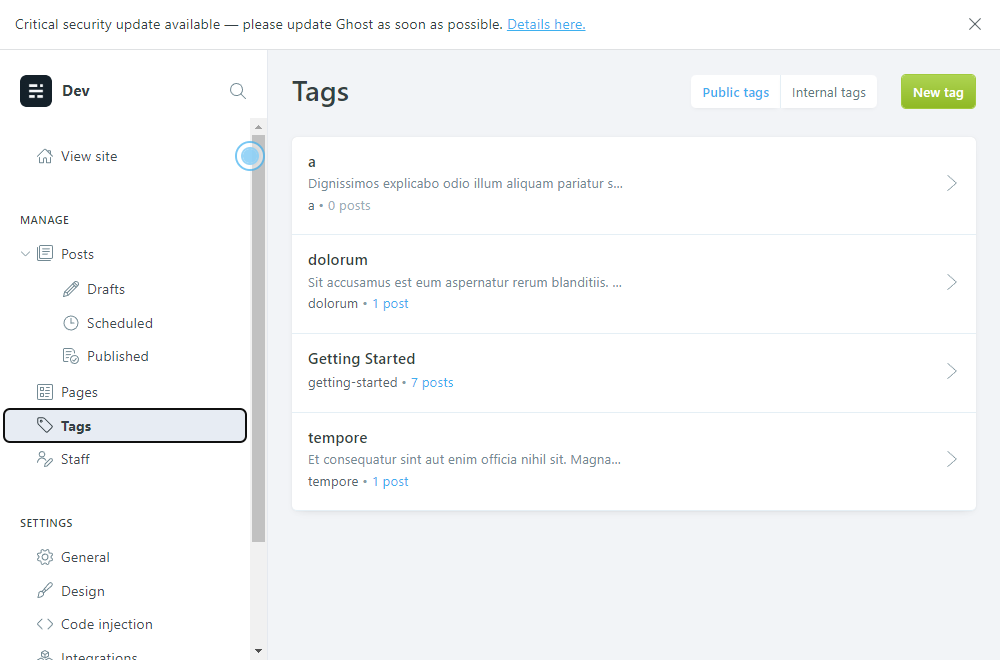 Critical security update available — please update Ghost as soon as possible. Details here.
Dev
View site
MANAGE
Posts
Drafts
Scheduled
Published
Pages
Tags
Staff
SETTINGS
General
Design
Code injection
Integrations
Tags
Public tags
Internal tags
New tag
a
Dignissimos explicabo odio illum aliquam pariatur s...
a • 0 posts
dolorum
Sit accusamus est eum aspernatur rerum blanditiis. ...
dolorum • 1 post
Getting Started
getting-started • 7 posts
tempore
Et consequatur sint aut enim officia nihil sit. Magna...
tempore • 1 post